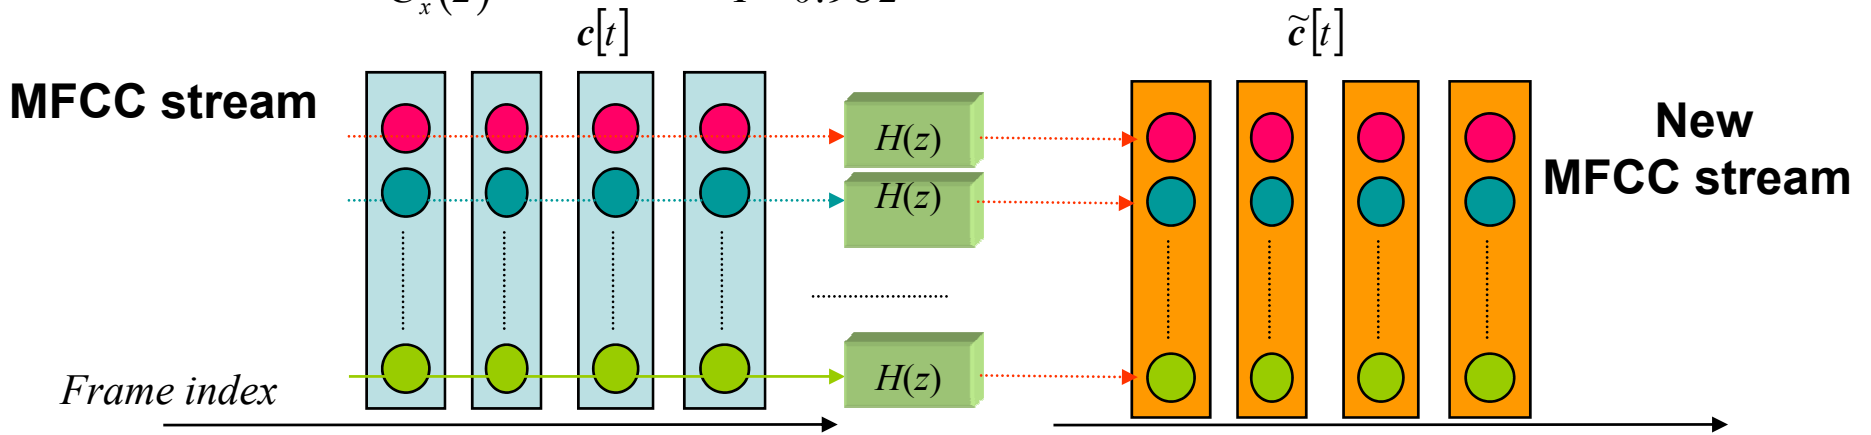 c[t]
c̃[t]
MFCC stream
New
MFCC stream
H(z)
H(z)
H(z)
Frame index